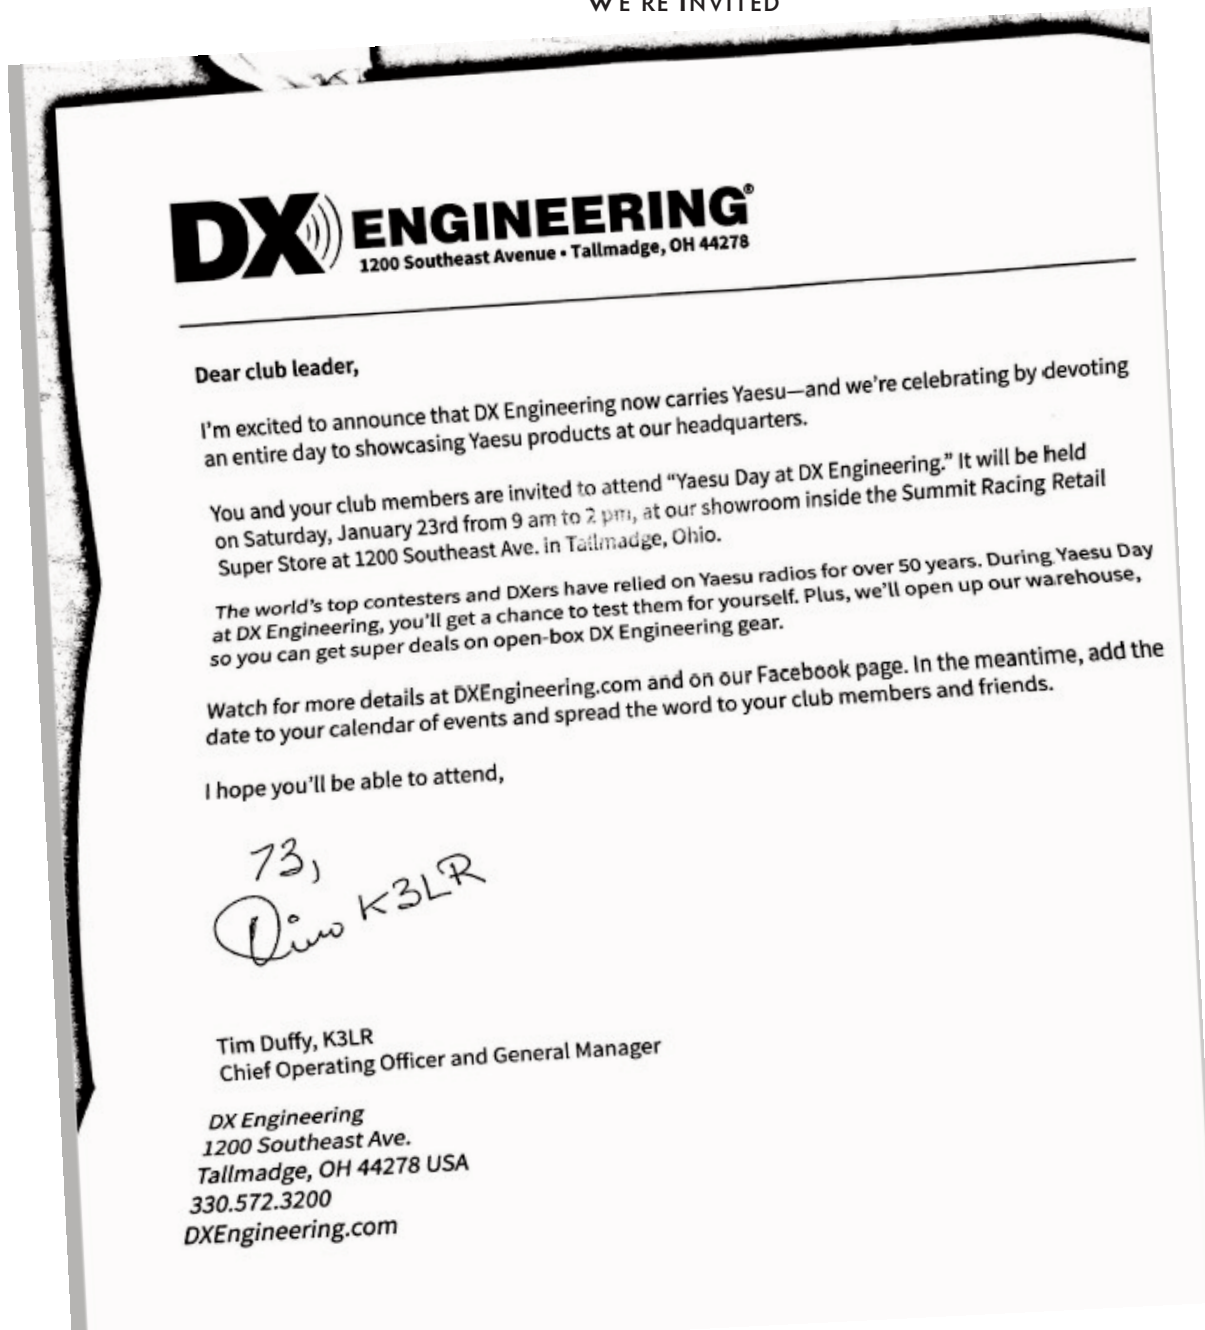 WE'RE INVITED
DX ENGINEERING®
1200 Southeast Avenue • Tallmadge, OH 44278
Dear club leader,
I'm excited to announce that DX Engineering now carries Yaesu—and we're celebrating by devoting
an entire day to showcasing Yaesu products at our headquarters.
You and your club members are invited to attend “Yaesu Day at DX Engineering.” It will be held
on Saturday, January 23rd from 9 am to 2 pm, at our showroom inside the Summit Racing Retail
Super Store at 1200 Southeast Ave. in Tallmadge, Ohio.
The world's top contesters and DXers have relied on Yaesu radios for over 50 years. During Yaesu Day
at DX Engineering, you'll get a chance to test them for yourself. Plus, we'll open up our warehouse,
so you can get super deals on open-box DX Engineering gear.
Watch for more details at DXEngineering.com and on our Facebook page. In the meantime, add the
date to your calendar of events and spread the word to your club members and friends.
I hope you'll be able to attend,
73,
K3LR
Tim Duffy, K3LR
Chief Operating Officer and General Manager
DX Engineering
1200 Southeast Ave.
Tallmadge, OH 44278 USA
330.572.3200
DXEngineering.com